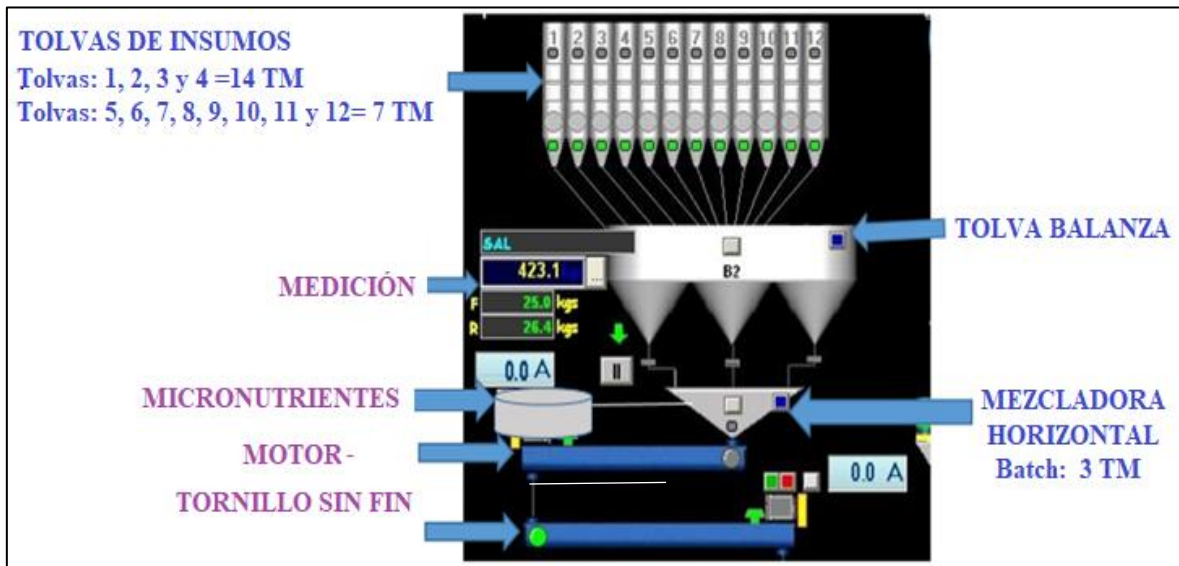 TOLVAS DE INSUMOS
Tolvas: 1, 2, 3 y 4 =14 TM
Tolvas: 5, 6, 7, 8, 9, 10, 11 y 12= 7 TM
1 2 3 4 5 6 7 8 9 10 11 12
TOLVA BALANZA
SAL
B2
423.1 ...
MEDICIÓN
F 25.0 kgs
R 26.4 kgs
0.0 A
II
MICRONUTRIENTES
MEZCLADORA
HORIZONTAL
Batch: 3 TM
MOTOR -
0.0 A
TORNILLO SIN FIN